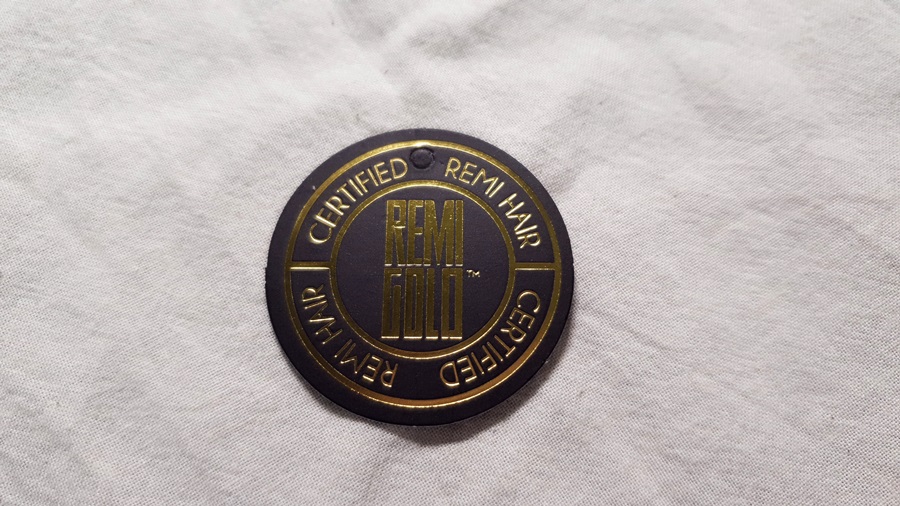 CERTIFIED REMI HAIR
REMI
GOLD™
CERTIFIED REMI HAIR